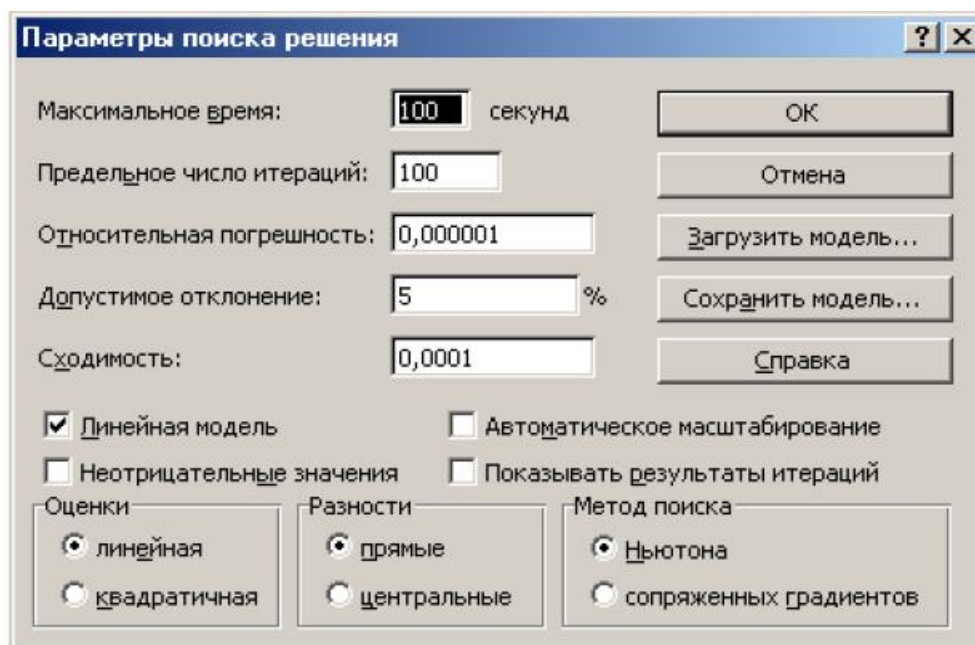 Параметры поиска решения
Максимальное время: 100 секунд
ОК
Предельное число итераций: 100
Отмена
Относительная погрешность: 0,000001
Загрузить модель...
Допустимое отклонение: 5 %
Сохранить модель...
Сходимость: 0,0001
Справка
Линейная модель
Автоматическое масштабирование
Неотрицательные значения
Показывать результаты итераций
Оценки
линейная
квадратичная
Разности
прямые
центральные
Метод поиска
Ньютона
сопряженных градиентов